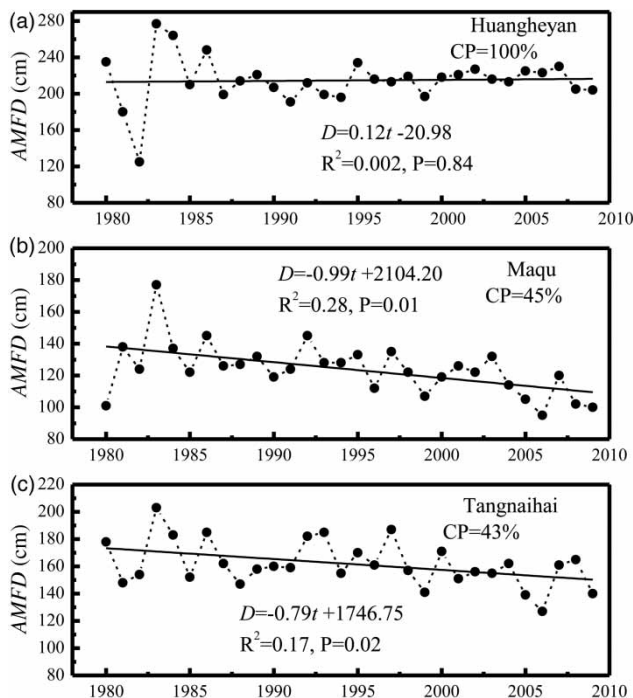 (a)
Huangheyan
CP=100%
AMFD (cm)
280
240
200
160
120
80
D=0.12t -20.98
R²=0.002, P=0.84
1980 1985 1990 1995 2000 2005 2010
(b)
200
180
160
140
120
100
80
AMFD (cm)
D=-0.99t +2104.20
R²=0.28, P=0.01
Maqu
CP=45%
1980 1985 1990 1995 2000 2005 2010
(c)
220
200
180
160
140
120
100
80
AMFD (cm)
Tangnaihai
CP=43%
D=-0.79t +1746.75
R²=0.17, P=0.02
1980 1985 1990 1995 2000 2005 2010